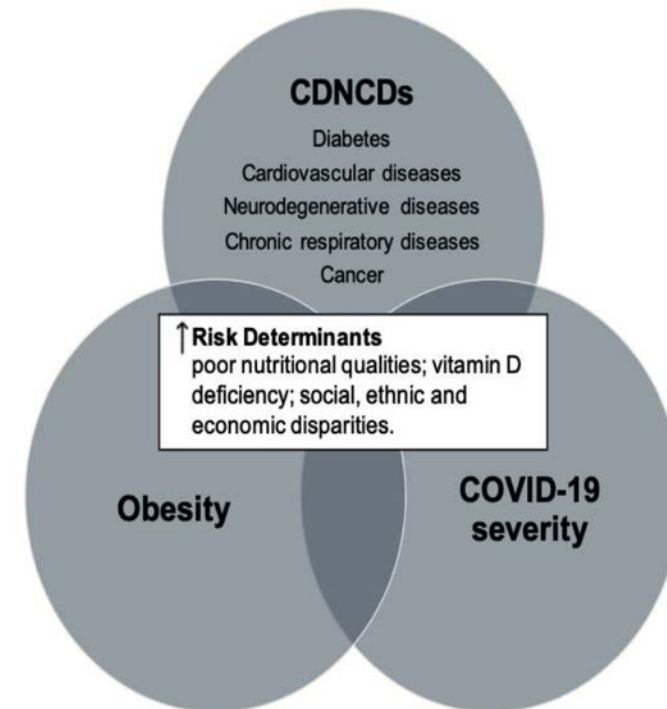 CDNCDs
Diabetes
Cardiovascular diseases
Neurodegenerative diseases
Chronic respiratory diseases
Cancer
↑Risk Determinants
poor nutritional qualities; vitamin D
deficiency; social, ethnic and
economic disparities.
Obesity
COVID-19
severity